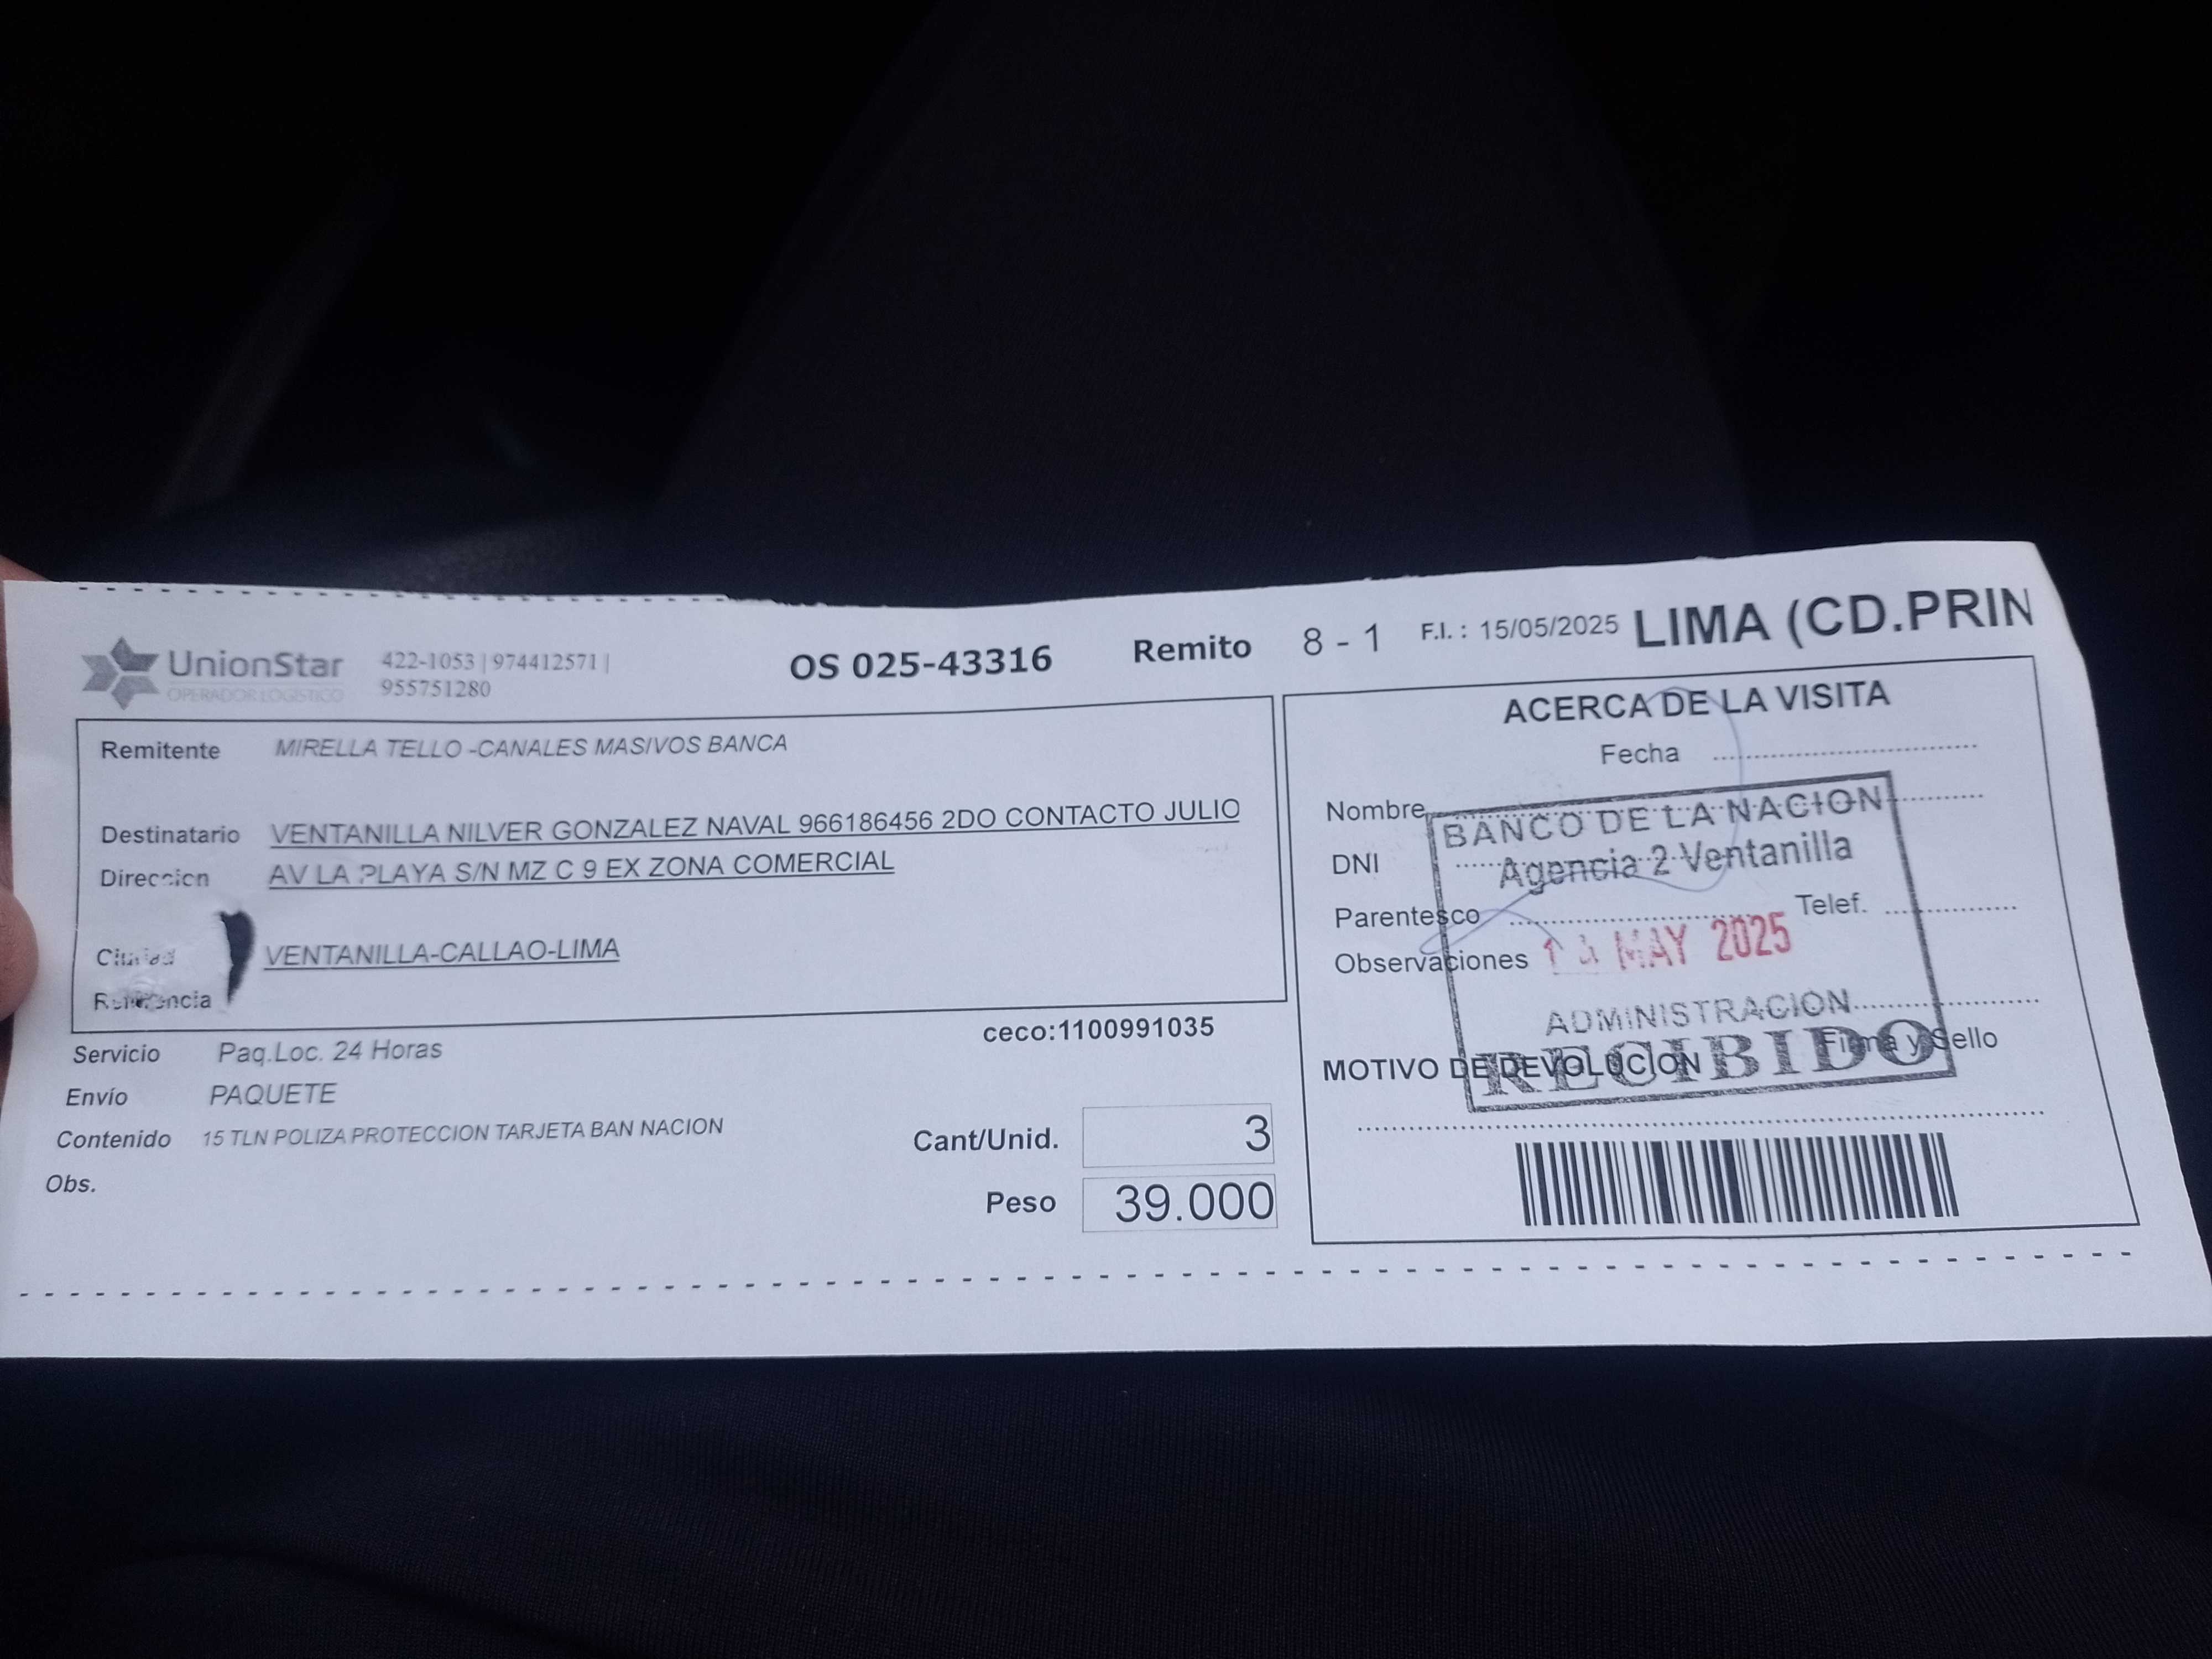 UnionStar
OPERADOR LOGISTICO
422-1053 | 974412571 |
955751280
OS 025-43316
Remito 8 - 1
F.I. : 15/05/2025
LIMA (CD.PRIN
Remitente MIRELLA TELLO -CANALES MASIVOS BANCA
Destinatario VENTANILLA NILVER GONZALEZ NAVAL 966186456 2DO CONTACTO JULIO
Direccion AV LA PLAYA S/N MZ C 9 EX ZONA COMERCIAL
Ciudad VENTANILLA-CALLAO-LIMA
Referencia
ceco:1100991035
Servicio Paq.Loc. 24 Horas
Envío PAQUETE
Contenido 15 TLN POLIZA PROTECCION TARJETA BAN NACION
Obs.
Cant/Unid. 3
Peso 39.000
ACERCA DE LA VISITA
Fecha
Nombre
DNI
Parentesco
Telef.
Observaciones
Firma y Sello
MOTIVO DE DEVOLUCION
BANCO DE LA NACION
Agencia 2 Ventanilla
MAY 2025
ADMINISTRACION
RECIBIDO